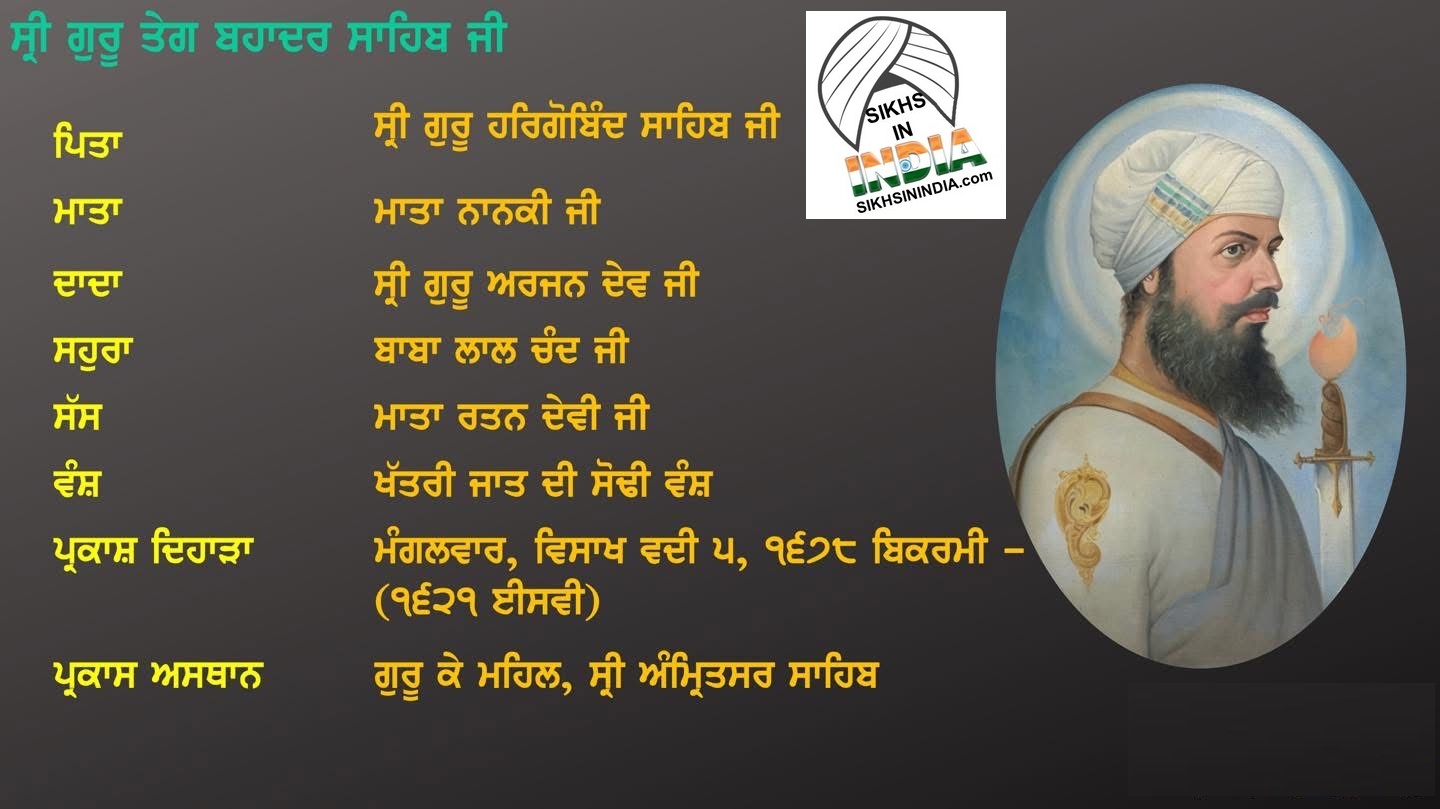 ਸ੍ਰੀ ਗੁਰੂ ਤੇਗ ਬਹਾਦਰ ਸਾਹਿਬ ਜੀ
SIKHS
IN
INDIA
SIKHSININDIA.com
ਪਿਤਾ ਸ੍ਰੀ ਗੁਰੂ ਹਰਿਗੋਬਿੰਦ ਸਾਹਿਬ ਜੀ
ਮਾਤਾ ਮਾਤਾ ਨਾਨਕੀ ਜੀ
ਦਾਦਾ ਸ੍ਰੀ ਗੁਰੂ ਅਰਜਨ ਦੇਵ ਜੀ
ਸਹੁਰਾ ਬਾਬਾ ਲਾਲ ਚੰਦ ਜੀ
ਸੱਸ ਮਾਤਾ ਰਤਨ ਦੇਵੀ ਜੀ
ਵੰਸ਼ ਖੱਤਰੀ ਜਾਤ ਦੀ ਸੋਢੀ ਵੰਸ਼
ਪ੍ਰਕਾਸ਼ ਦਿਹਾੜਾ ਮੰਗਲਵਾਰ, ਵਿਸਾਖ ਵਦੀ ੫, ੧੬੭੮ ਬਿਕਰਮੀ –
(੧੬੨੧ ਈਸਵੀ)
ਪ੍ਰਕਾਸ ਅਸਥਾਨ ਗੁਰੂ ਕੇ ਮਹਿਲ, ਸ੍ਰੀ ਅੰਮ੍ਰਿਤਸਰ ਸਾਹਿਬ